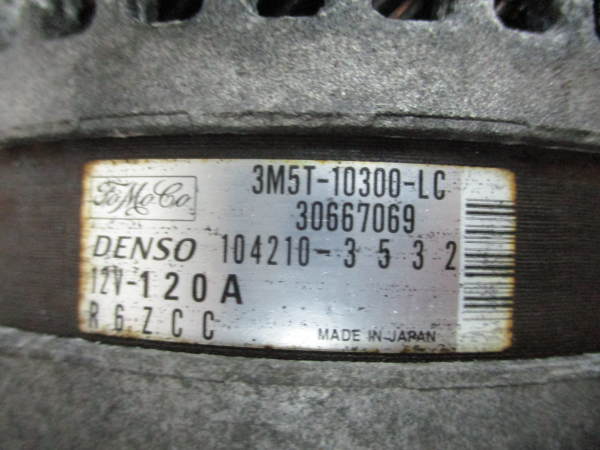 FoMoCo 3M5T-10300-LC
30667069
DENSO 104210-3532
12V-120A
R6ZCC MADE IN JAPAN